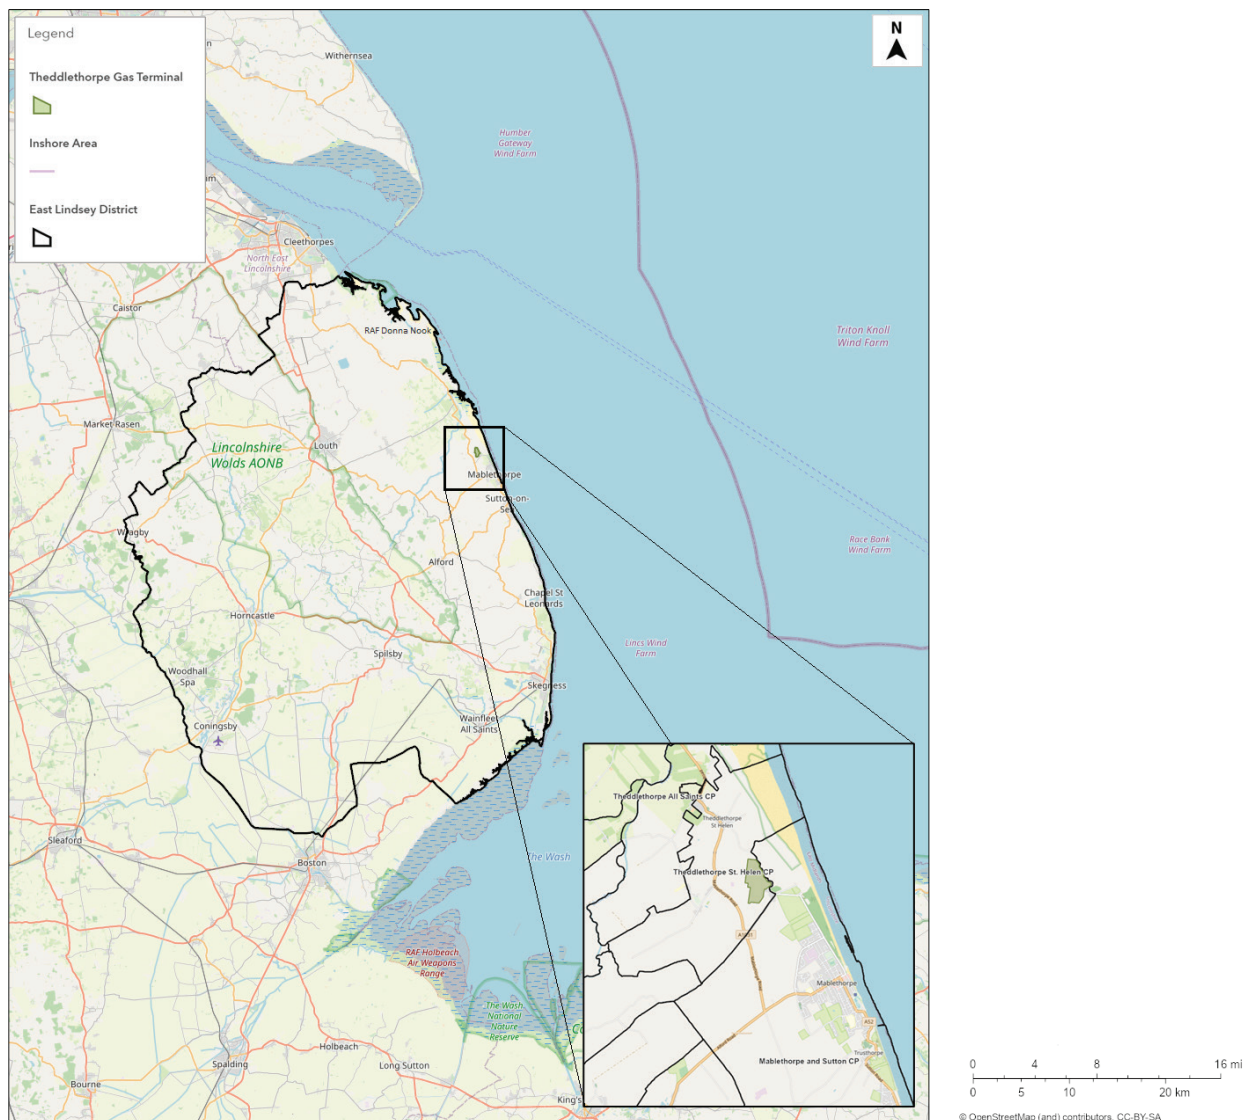 Legend
Theddlethorpe Gas Terminal
Inshore Area
East Lindsey District
N
Withernsea
Humber
Gateway
Wind Farm
Cleethorpes
North East
Lincolnshire
Caistor
RAF Donna Nook
Triton Knoll
Wind Farm
Market Rasen
Lincolnshire
Wolds AONB
Louth
Mablethorpe
Sutton-on-
Sea
Wragby
Race Bank
Wind Farm
Alford
Chapel St
Leonards
Horncastle
Lincs Wind
Farm
Spilsby
Woodhall
Spa
Skegness
Coningsby
Wainfleet
All Saints
Sleaford
Boston
The Wash
RAF Holbeach
Air Weapons
Range
The Wash
National
Nature
Reserve
Holbeach
Spalding
Long Sutton
Bourne
King's
Theddlethorpe All Saints CP
Theddlethorpe
St Helen
Theddlethorpe St. Helen CP
A1031
Mablethorpe
A52
Trusthorpe
Mablethorpe and Sutton CP
0 4 8 16 mi
0 5 10 20 km
© OpenStreetMap (and) contributors, CC-BY-SA